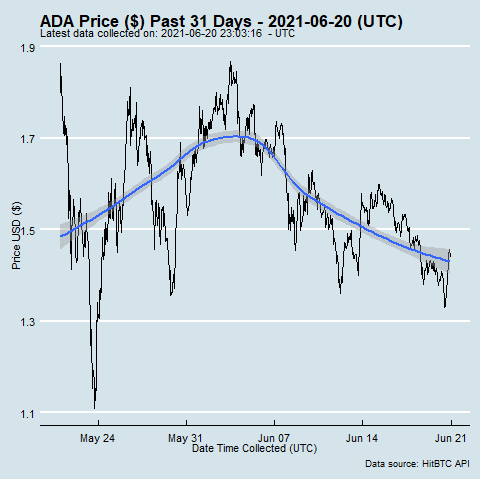 ADA Price ($) Past 31 Days - 2021-06-20 (UTC)
Latest data collected on: 2021-06-20 23:03:16  - UTC
1.9
1.7
1.5
1.3
1.1
Price USD ($)
May 24 May 31 Jun 07 Jun 14 Jun 21
Date Time Collected (UTC)
Data source: HitBTC API